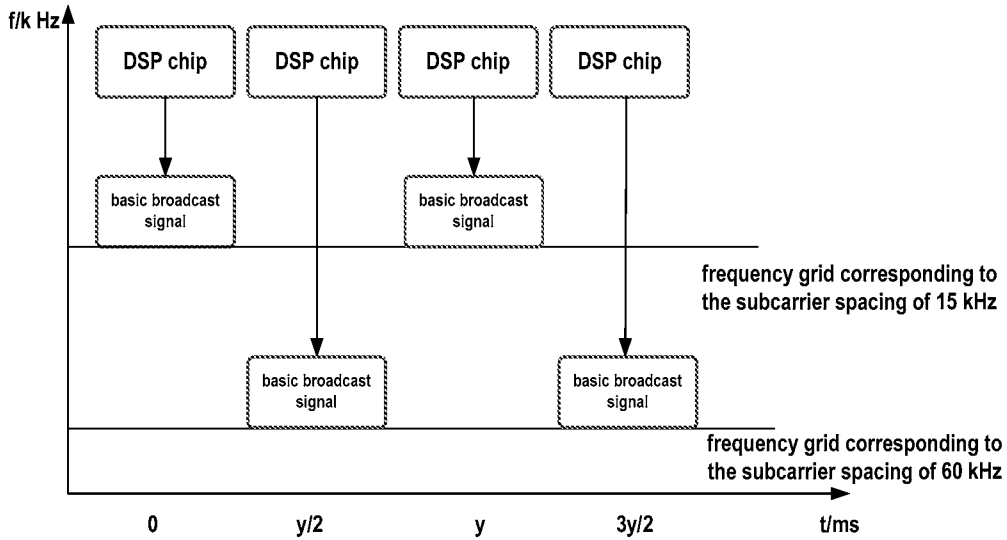 f/k Hz
DSP chip
DSP chip
DSP chip
DSP chip
basic broadcast
signal
basic broadcast
signal
frequency grid corresponding to
the subcarrier spacing of 15 kHz
basic broadcast
signal
basic broadcast
signal
frequency grid corresponding to
the subcarrier spacing of 60 kHz
0
y/2
y
3y/2
t/ms